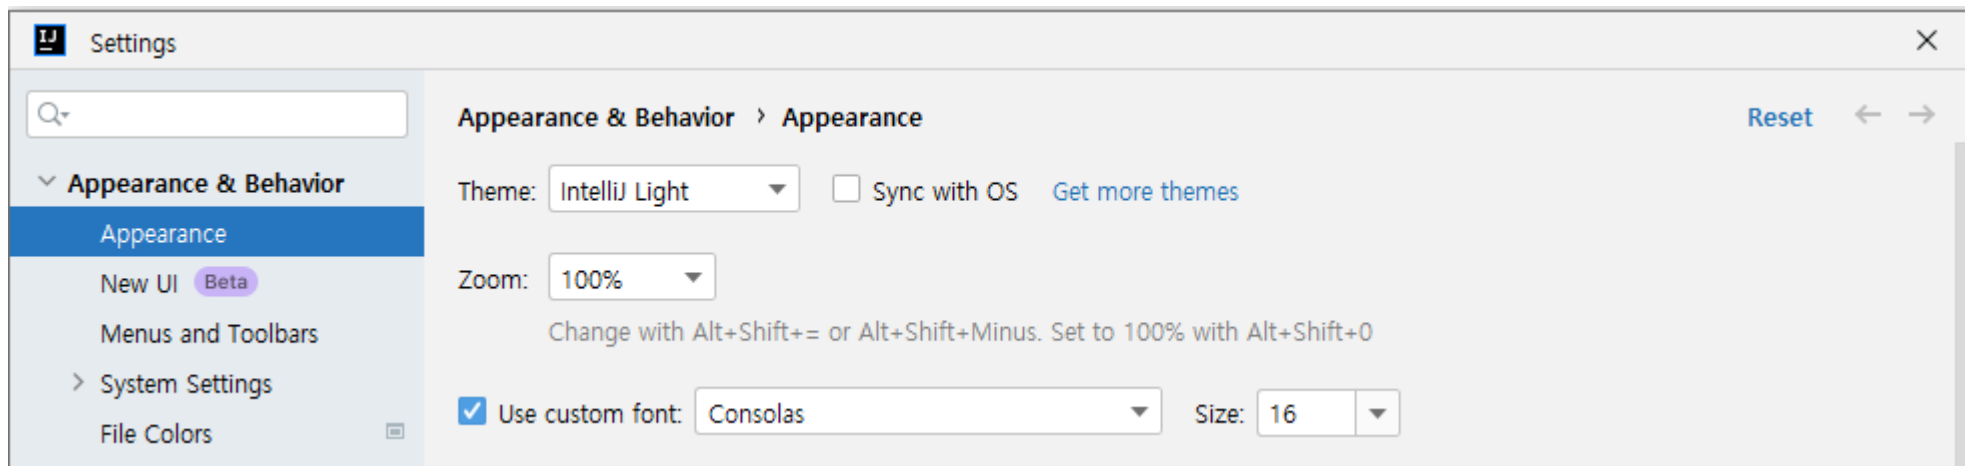 IJ
Settings
Appearance & Behavior › Appearance
Reset
Appearance & Behavior
Appearance
New UI Beta
Menus and Toolbars
System Settings
File Colors
Theme: IntelliJ Light
Sync with OS
Get more themes
Zoom: 100%
Change with Alt+Shift+= or Alt+Shift+Minus. Set to 100% with Alt+Shift+0
Use custom font: Consolas
Size: 16